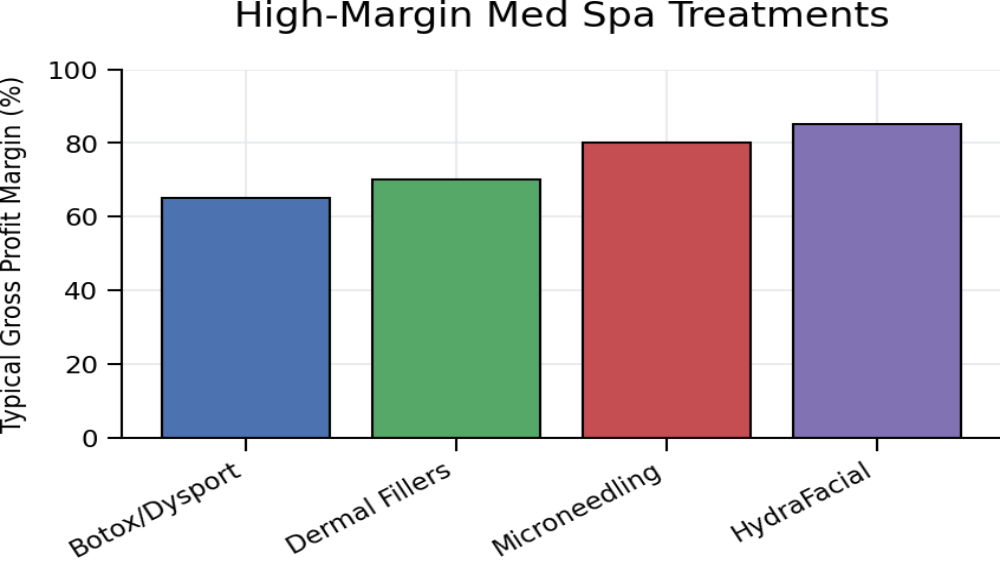 High-Margin Med Spa Treatments
Typical Gross Profit Margin (%)
100
80
60
40
20
0
Botox/Dysport
Dermal Fillers
Microneedling
HydraFacial